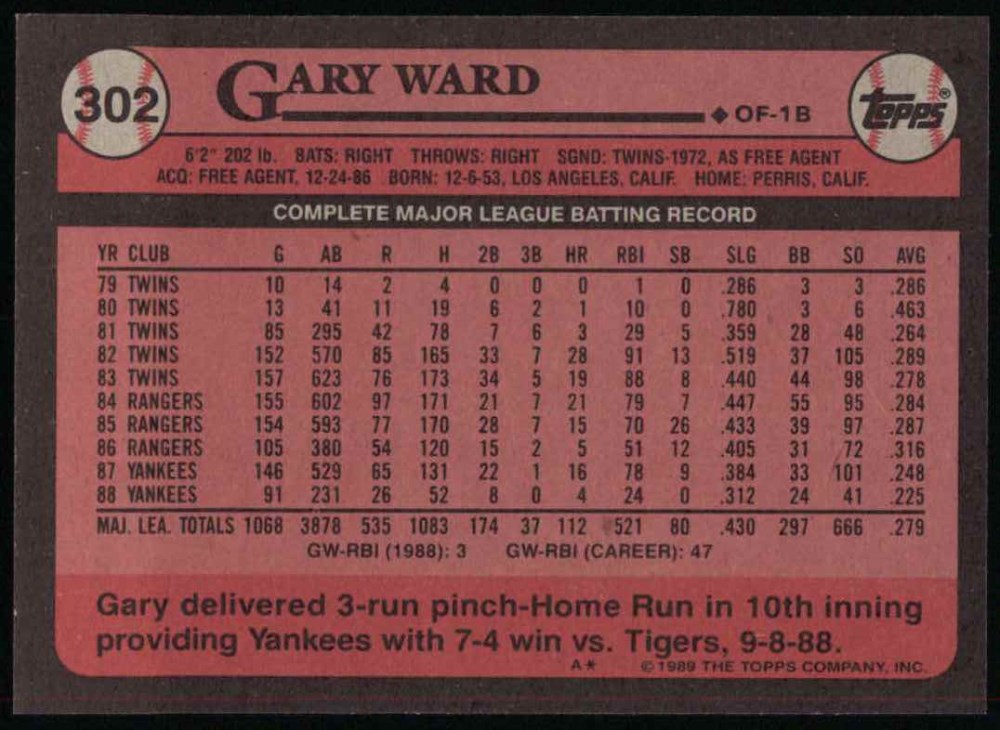 302
GARY WARD
◆ OF-1B
Topps®
6'2" 202 lb. BATS: RIGHT THROWS: RIGHT SGND: TWINS-1972, AS FREE AGENT
ACQ: FREE AGENT, 12-24-86 BORN: 12-6-53, LOS ANGELES, CALIF. HOME: PERRIS, CALIF.
COMPLETE MAJOR LEAGUE BATTING RECORD
YR CLUB G AB R H 2B 3B HR RBI SB SLG BB SO AVG
79 TWINS 10 14 2 4 0 0 0 1 0 .286 3 3 .286
80 TWINS 13 41 11 19 6 2 1 10 0 .780 3 6 .463
81 TWINS 85 295 42 78 7 6 3 29 5 .359 28 48 .264
82 TWINS 152 570 85 165 33 7 28 91 13 .519 37 105 .289
83 TWINS 157 623 76 173 34 5 19 88 8 .440 44 98 .278
84 RANGERS 155 602 97 171 21 7 21 79 7 .447 55 95 .284
85 RANGERS 154 593 77 170 28 7 15 70 26 .433 39 97 .287
86 RANGERS 105 380 54 120 15 2 5 51 12 .405 31 72 .316
87 YANKEES 146 529 65 131 22 1 16 78 9 .384 33 101 .248
88 YANKEES 91 231 26 52 8 0 4 24 0 .312 24 41 .225
MAJ. LEA. TOTALS 1068 3878 535 1083 174 37 112 521 80 .430 297 666 .279
GW-RBI (1988): 3 GW-RBI (CAREER): 47
Gary delivered 3-run pinch-Home Run in 10th inning
providing Yankees with 7-4 win vs. Tigers, 9-8-88.
A* © 1989 THE TOPPS COMPANY, INC.